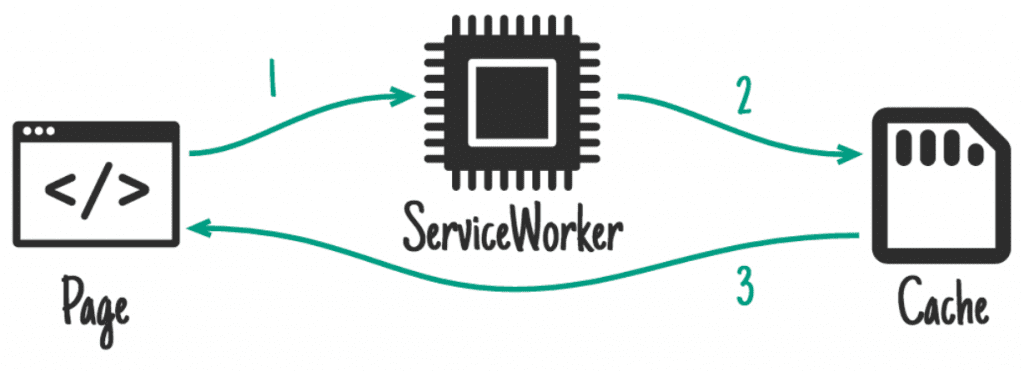 1
2
</>
ServiceWorker
3
Page
Cache